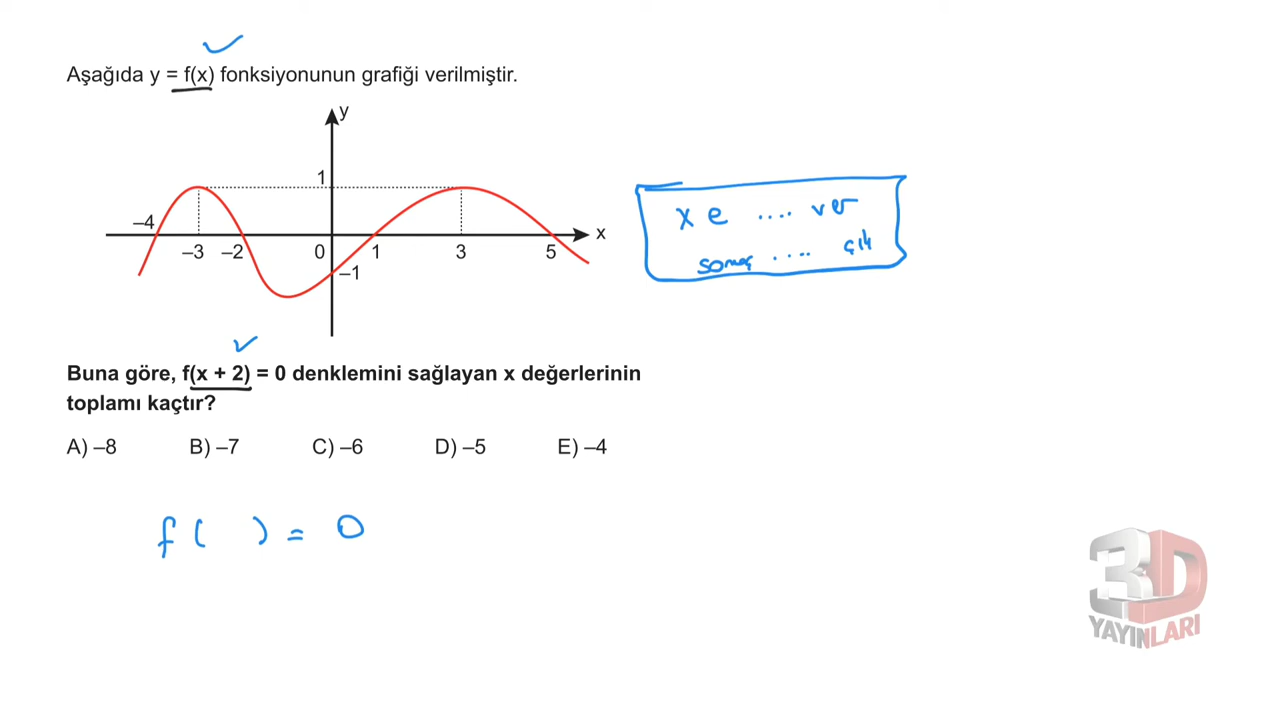 Aşağıda y = f(x) fonksiyonunun grafiği verilmiştir.
y
1
–4
–3 –2 0 1 3 5 x
–1
x e .... ver
sonuç .... çık
Buna göre, f(x + 2) = 0 denklemini sağlayan x değerlerinin
toplamı kaçtır?
A) –8 B) –7 C) –6 D) –5 E) –4
f( ) = 0
3D
YAYINLARI